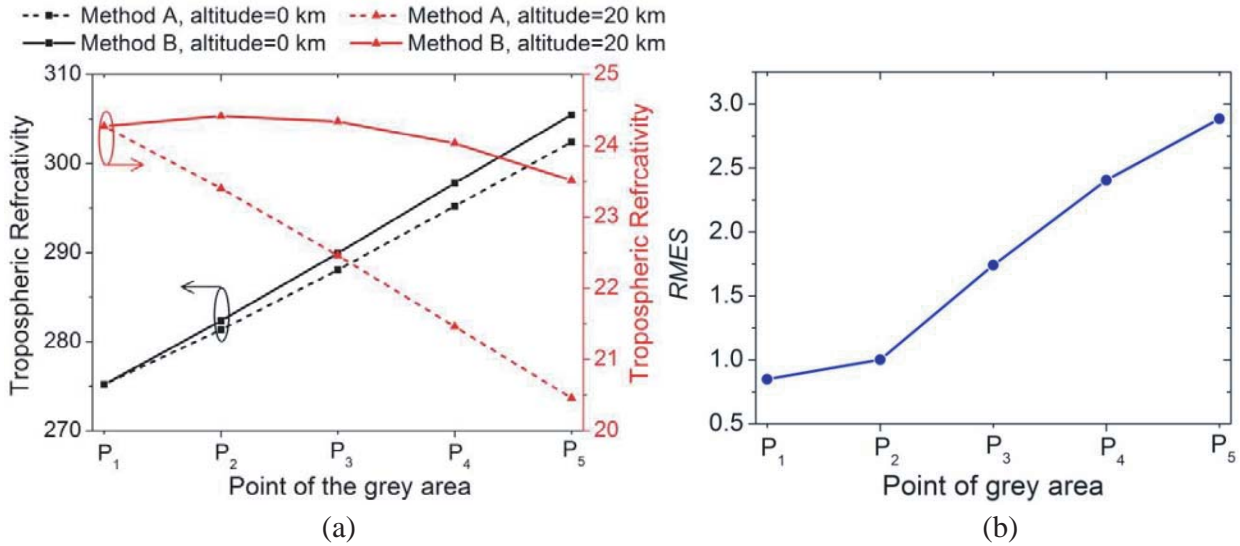 Method A, altitude=0 km Method A, altitude=20 km
Method B, altitude=0 km Method B, altitude=20 km
310
300
290
280
270
Tropospheric Refrcativity
25
24
23
22
21
20
Tropospheric Refrcativity
P1 P2 P3 P4 P5
Point of the grey area
(a)
3.0
2.5
2.0
1.5
1.0
0.5
RMES
P1 P2 P3 P4 P5
Point of grey area
(b)